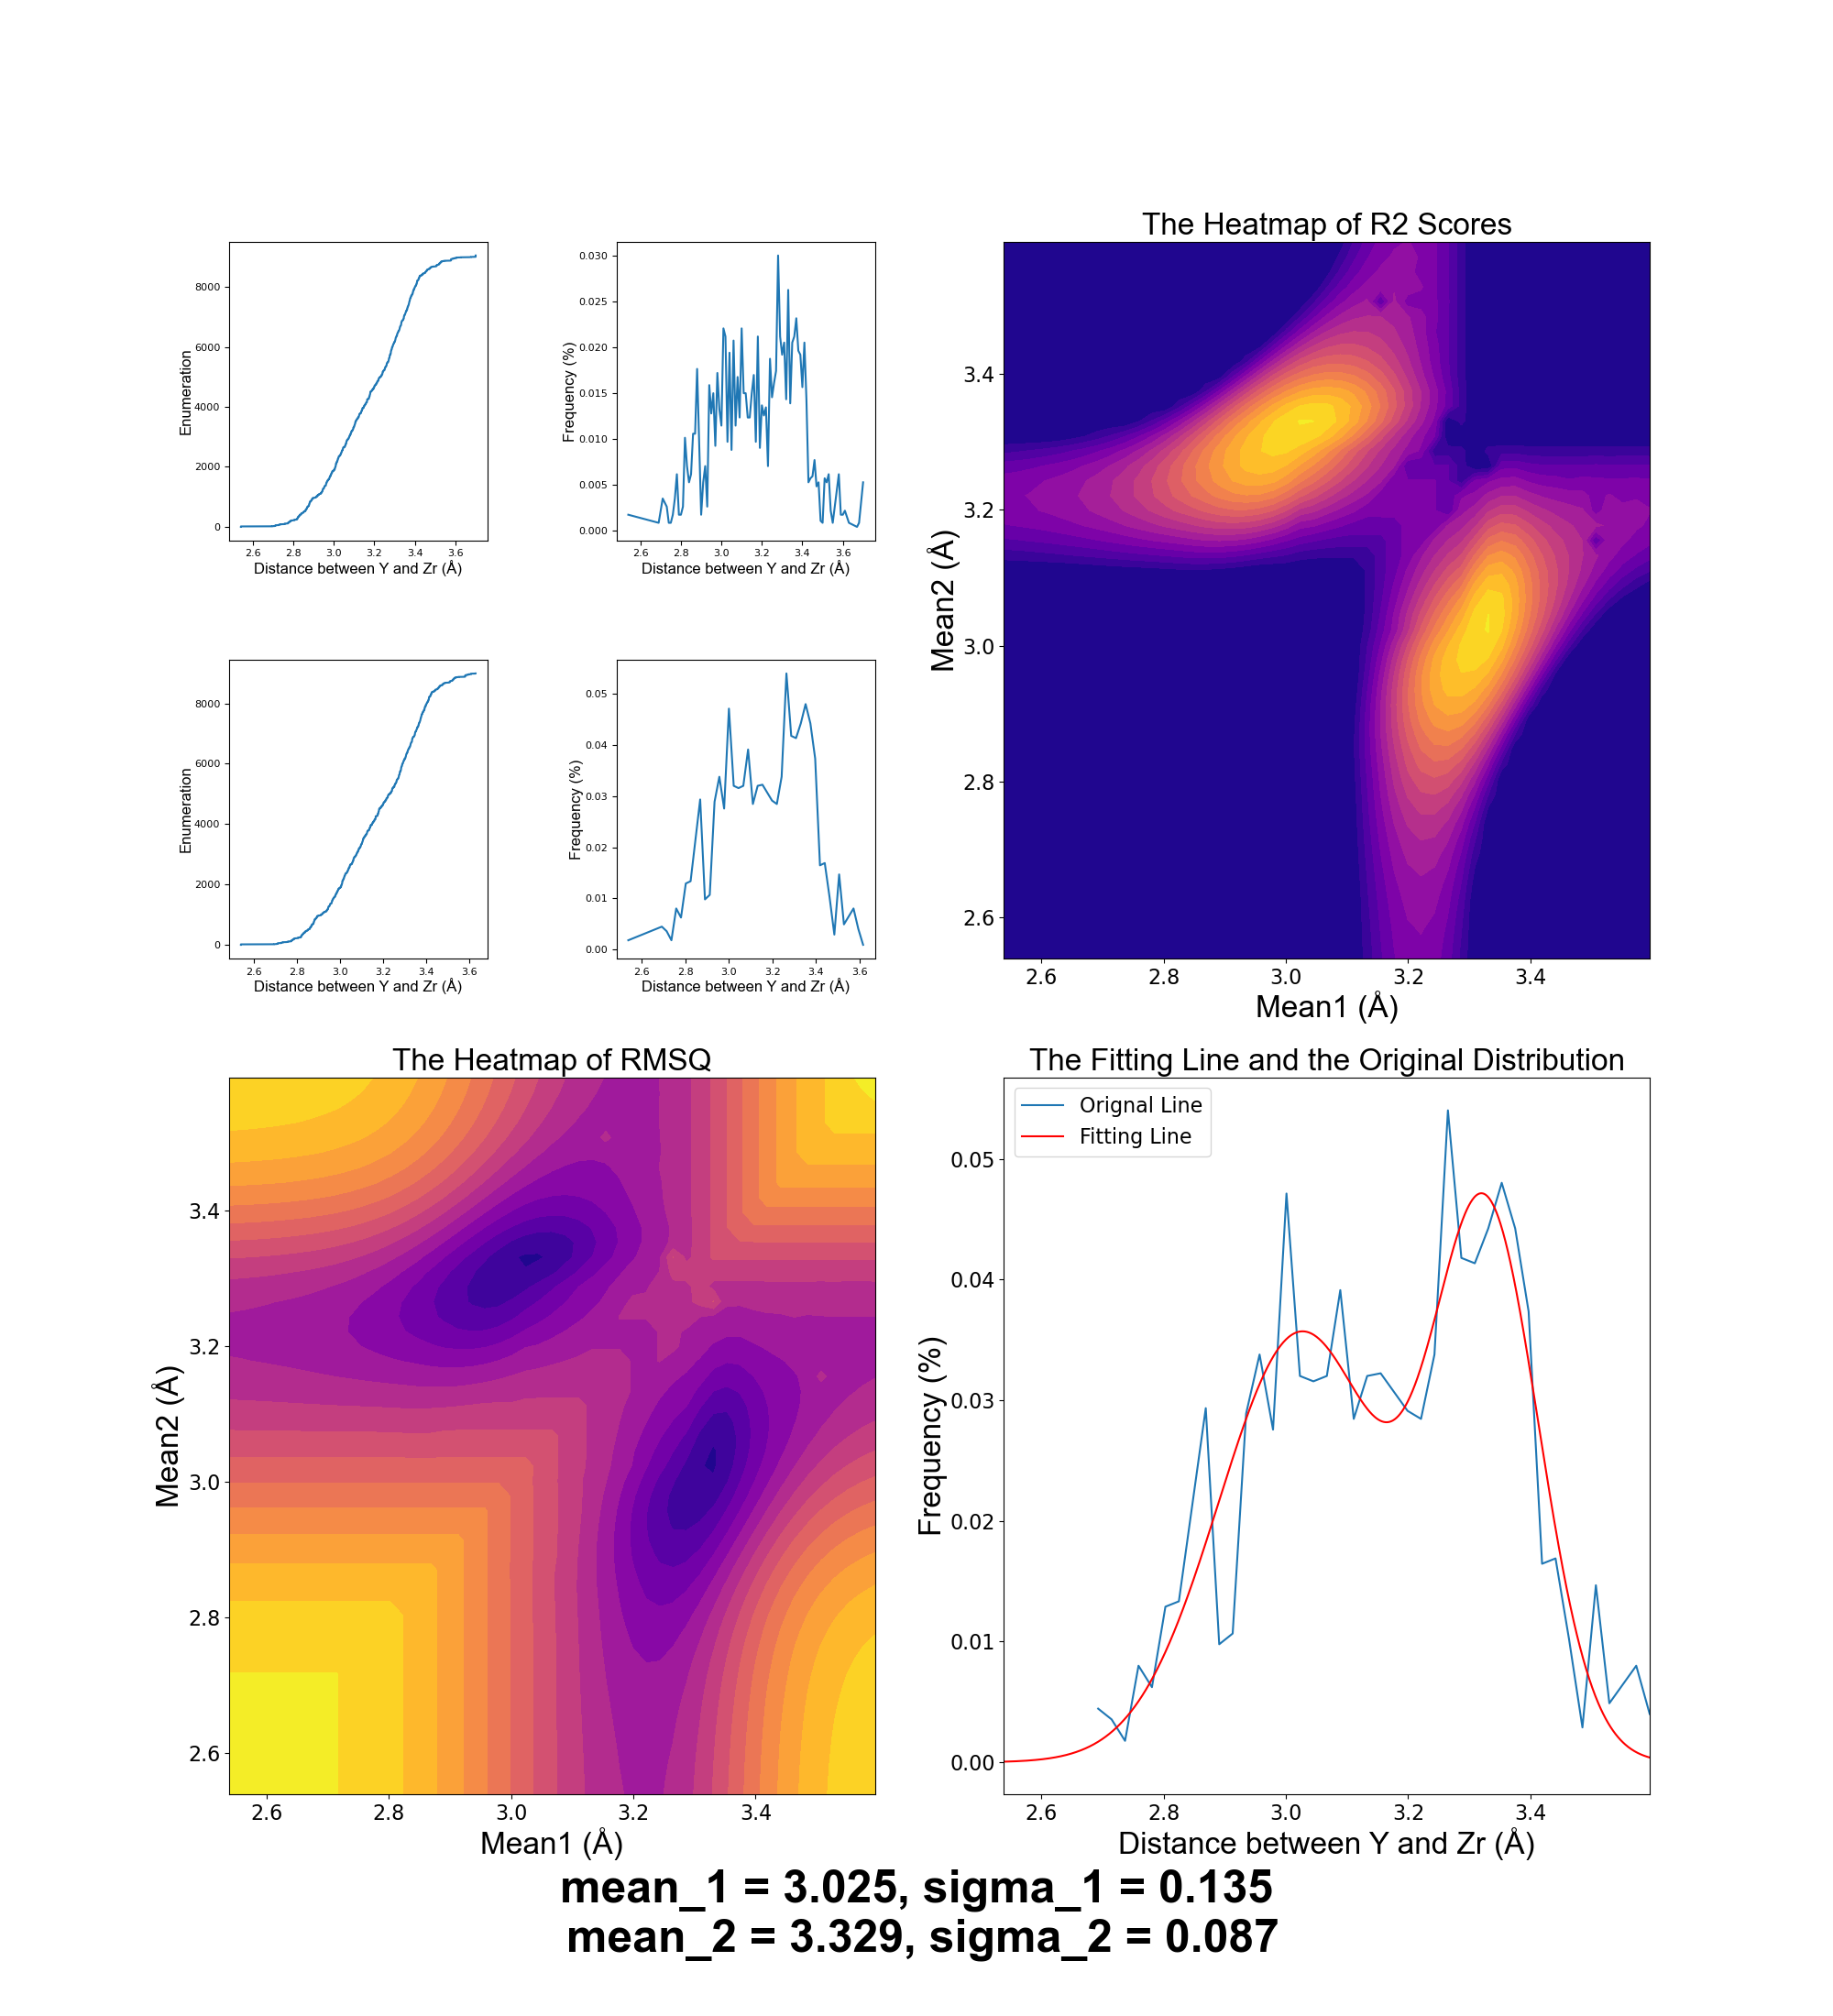 Enumeration
8000
6000
4000
2000
0
2.6 2.8 3.0 3.2 3.4 3.6
Distance between Y and Zr (Å)
Frequency (%)
0.030
0.025
0.020
0.015
0.010
0.005
0.000
2.6 2.8 3.0 3.2 3.4 3.6
Distance between Y and Zr (Å)
Enumeration
8000
6000
4000
2000
0
2.6 2.8 3.0 3.2 3.4 3.6
Distance between Y and Zr (Å)
Frequency (%)
0.05
0.04
0.03
0.02
0.01
0.00
2.6 2.8 3.0 3.2 3.4 3.6
Distance between Y and Zr (Å)
The Heatmap of R2 Scores
Mean2 (Å)
3.4
3.2
3.0
2.8
2.6
2.6 2.8 3.0 3.2 3.4
Mean1 (Å)
The Heatmap of RMSQ
Mean2 (Å)
3.4
3.2
3.0
2.8
2.6
2.6 2.8 3.0 3.2 3.4
Mean1 (Å)
The Fitting Line and the Original Distribution
Orignal Line
Fitting Line
Frequency (%)
0.05
0.04
0.03
0.02
0.01
0.00
2.6 2.8 3.0 3.2 3.4
Distance between Y and Zr (Å)
mean_1 = 3.025, sigma_1 = 0.135
mean_2 = 3.329, sigma_2 = 0.087